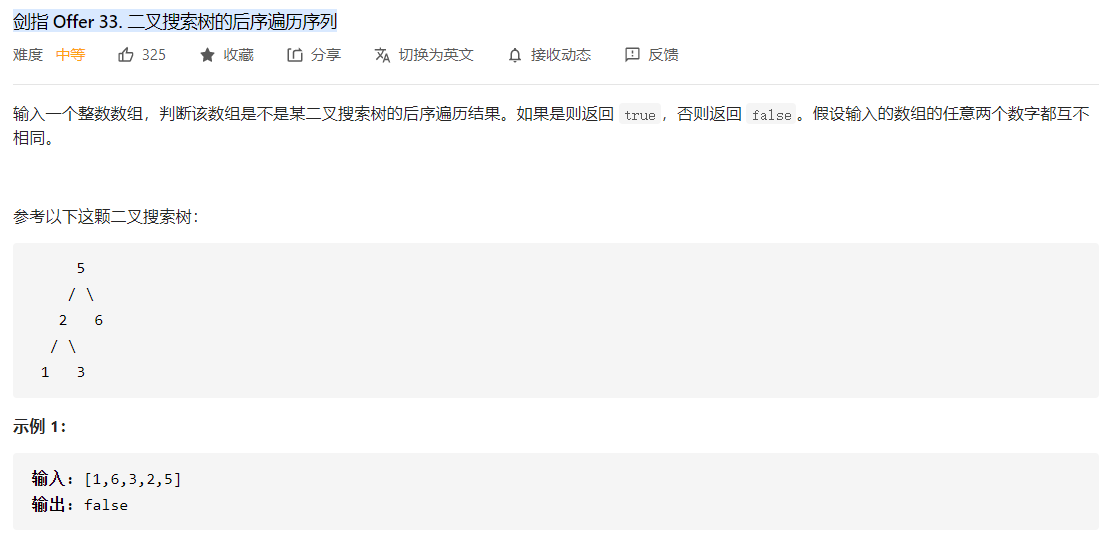 剑指 Offer 33. 二叉搜索树的后序遍历序列
难度 中等 325 收藏 分享 切换为英文 接收动态 反馈
输入一个整数数组，判断该数组是不是某二叉搜索树的后序遍历结果。如果是则返回 true，否则返回 false。假设输入的数组的任意两个数字都互不
相同。
参考以下这颗二叉搜索树：
5
/ \
2 6
/ \
1 3
示例 1：
输入：[1,6,3,2,5]
输出：false